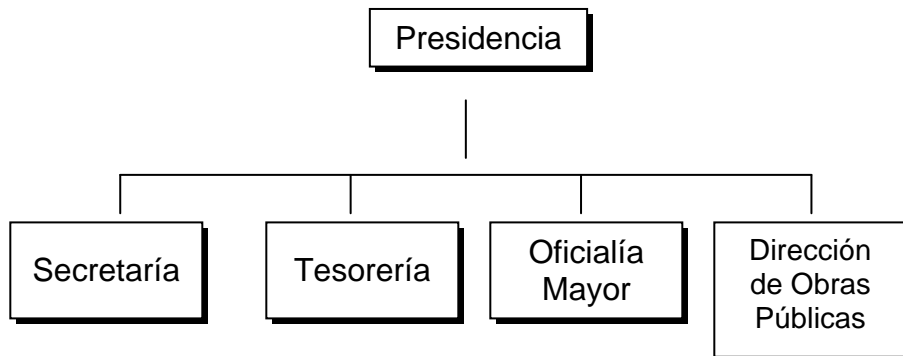 Presidencia
Secretaría
Tesorería
Oficialía
Mayor
Dirección
de Obras
Públicas